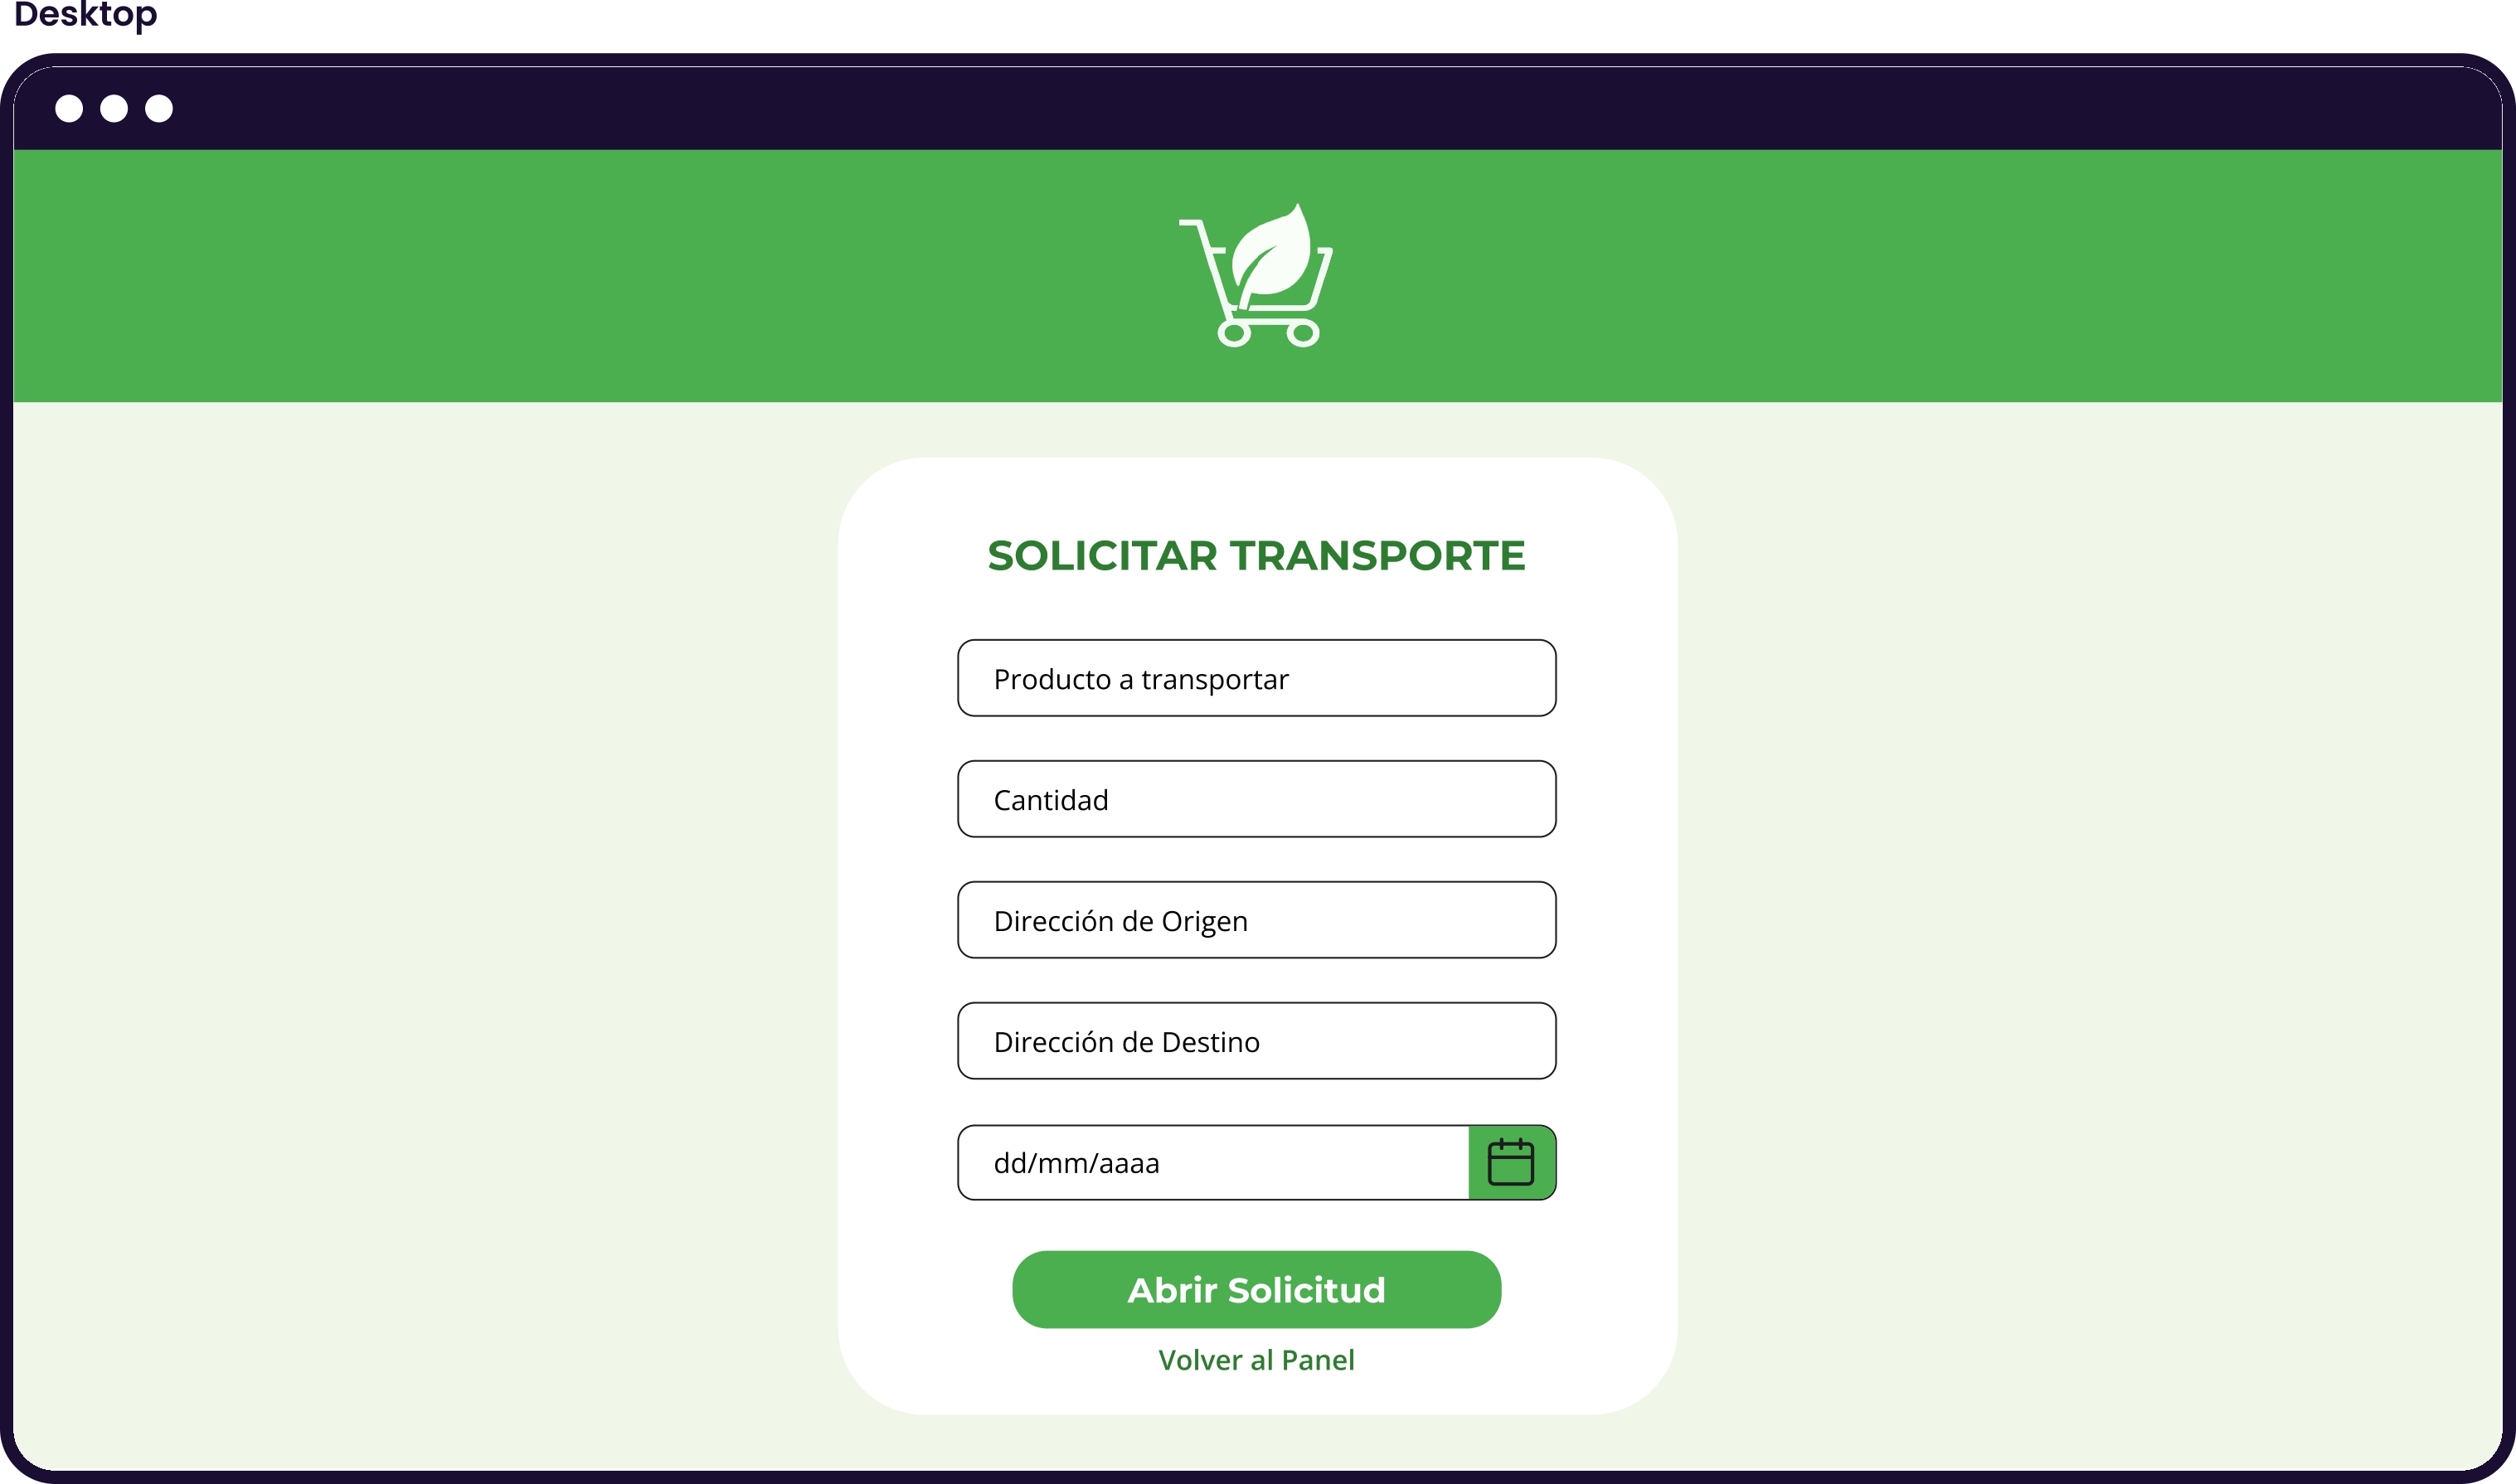 Desktop
SOLICITAR TRANSPORTE
Producto a transportar
Cantidad
Dirección de Origen
Dirección de Destino
dd/mm/aaaa
Abrir Solicitud
Volver al Panel